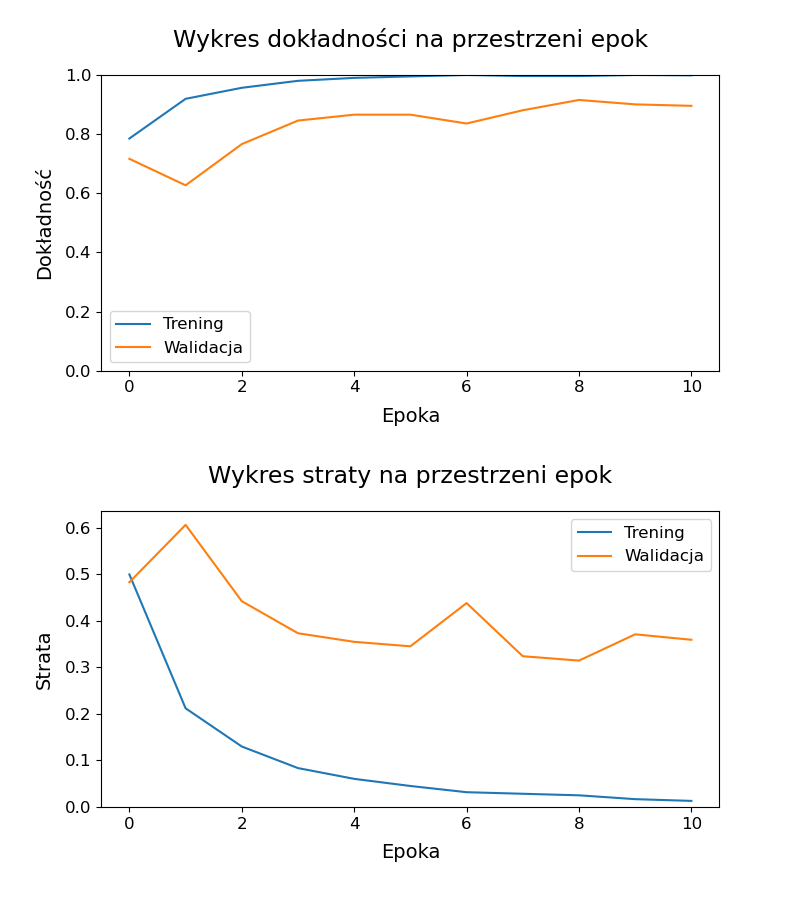 Wykres dokładności na przestrzeni epok
1.0
0.8
0.6
0.4
0.2
0.0
Dokładność
Trening
Walidacja
0 2 4 6 8 10
Epoka
Wykres straty na przestrzeni epok
0.6
0.5
0.4
0.3
0.2
0.1
0.0
Strata
Trening
Walidacja
0 2 4 6 8 10
Epoka